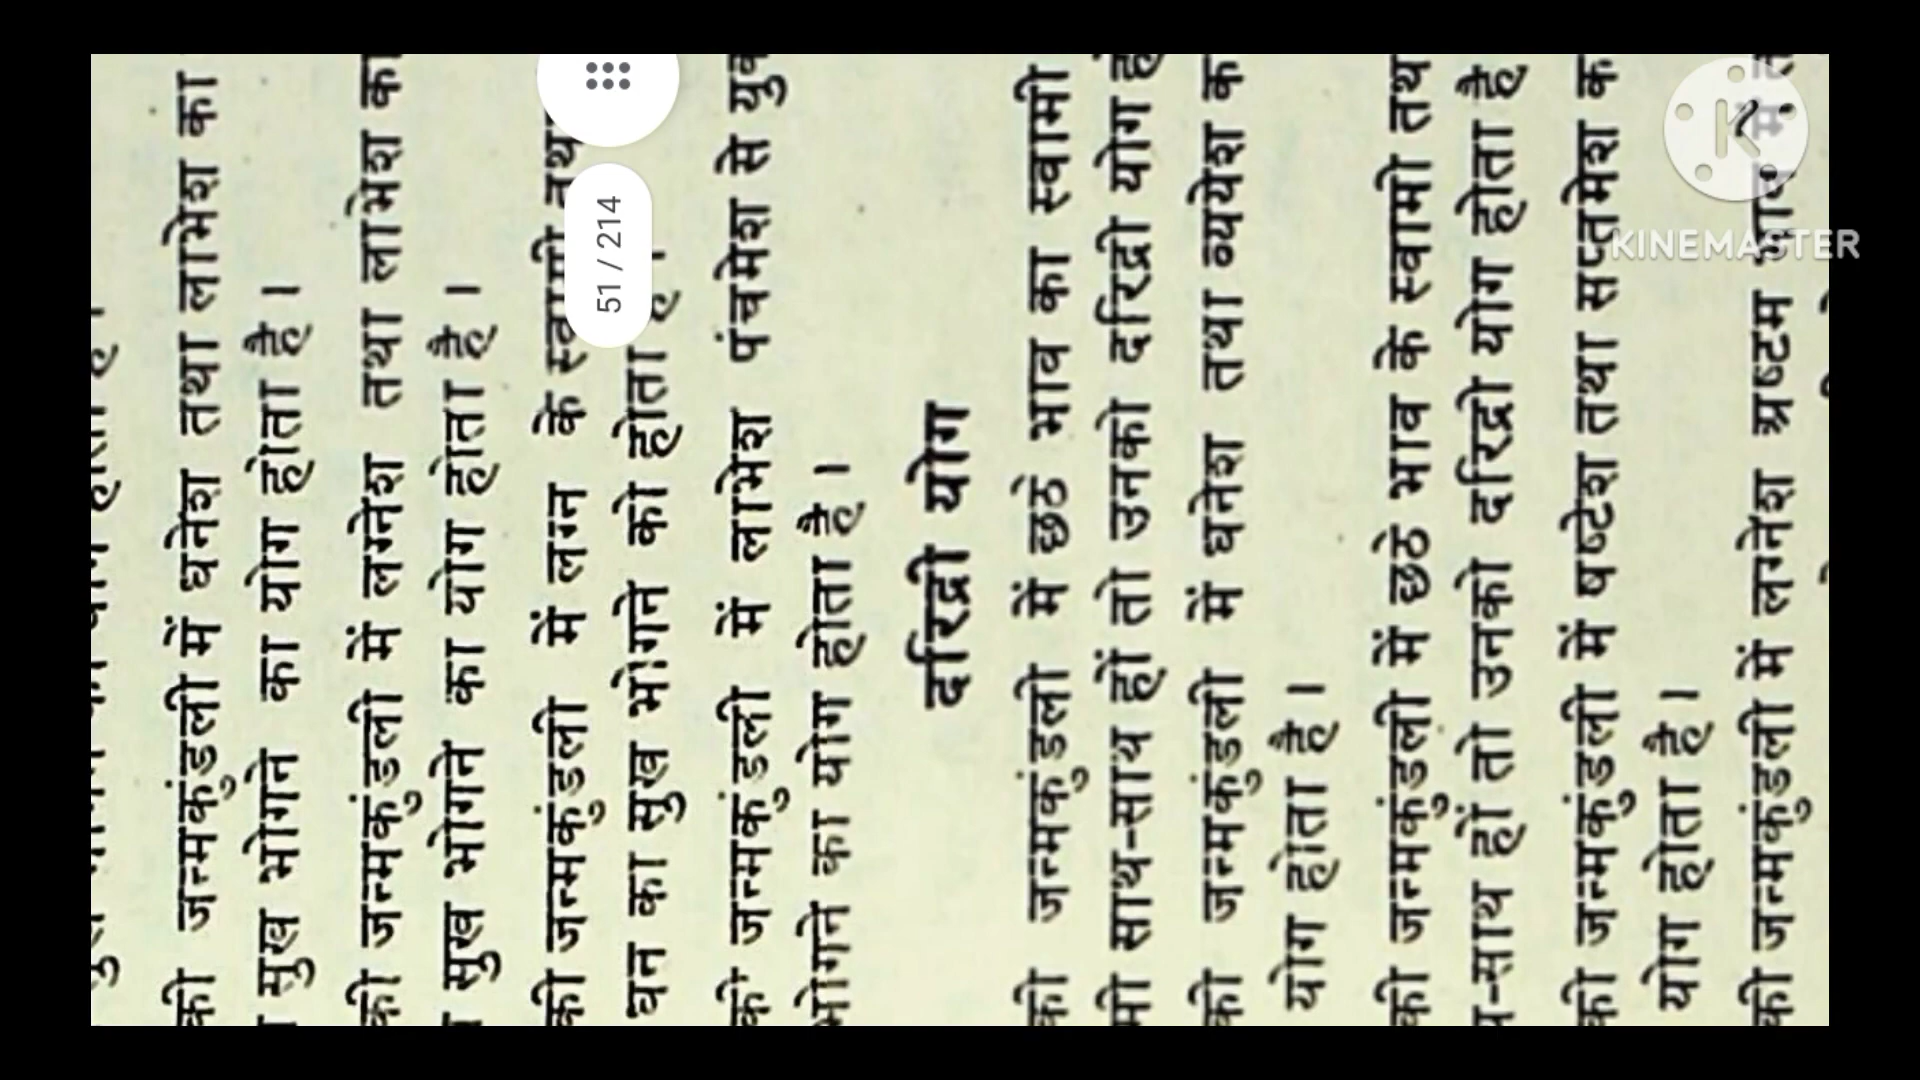 की जन्मकुंडली में धनेश तथा लाभेश का
सुख भोगने का योग होता है ।
की जन्मकुंडली में लग्नेश तथा लाभेश का
सुख भोगने का योग होता है ।
की जन्मकुंडली में लग्न के स्वामी
धन का सुख भोगने को होता
की जन्मकुंडली में लाभेश पंचमेश से
भोगने का योग होता है ।
दरिद्री योग
की जन्मकुंडली में छठे भाव का स्वामी
साथ-साथ हों तो उनको दरिद्री योग
की जन्मकुंडली में धनेश तथा व्ययेश
योग होता है ।
की जन्मकुंडली में छठे भाव के स्वामी
हों तो उनको दरिद्री योग होता है
की जन्मकुंडली में षष्टेश तथा सप्तमेश
योग होता है ।
की जन्मकुंडली में लग्नेश अष्टम
51 / 214
KINEMASTER